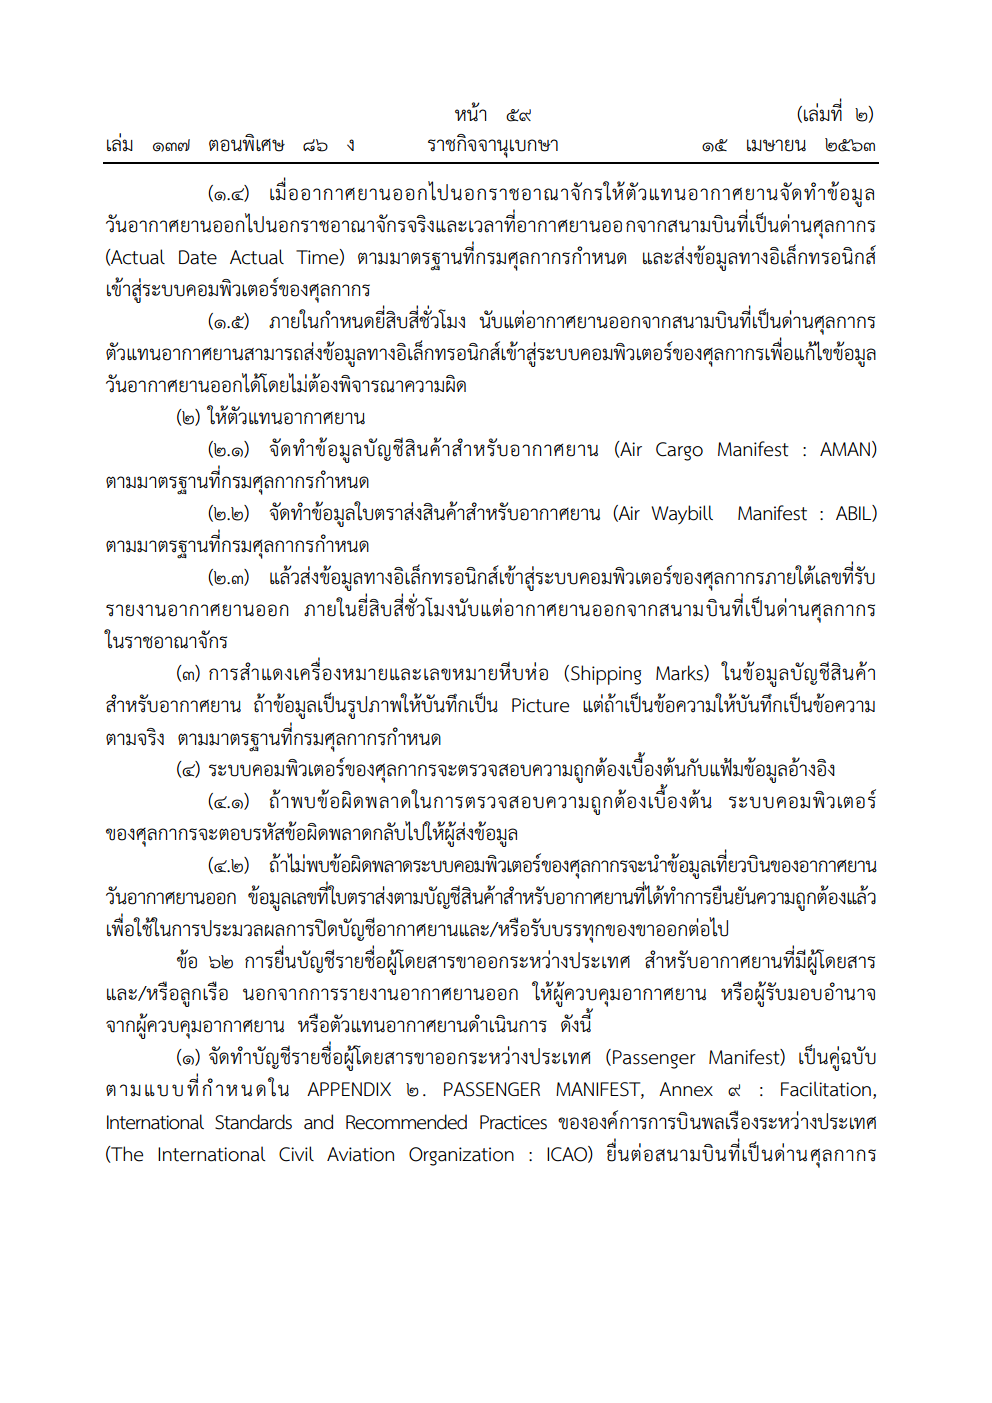 หน้า ๕๙ (เล่มที่ ๒)
เล่ม ๑๓๗ ตอนพิเศษ ๘๖ ง ราชกิจจานุเบกษา ๑๕ เมษายน ๒๕๖๓
(๑.๔) เมื่ออากาศยานออกไปนอกราชอาณาจักรให้ตัวแทนอากาศยานจัดทำข้อมูล
วันอากาศยานออกไปนอกราชอาณาจักรจริงและเวลาที่อากาศยานออกจากสนามบินที่เป็นด่านศุลกากร
(Actual Date Actual Time) ตามมาตรฐานที่กรมศุลกากรกำหนด และส่งข้อมูลทางอิเล็กทรอนิกส์
เข้าสู่ระบบคอมพิวเตอร์ของศุลกากร
(๑.๕) ภายในกำหนดยี่สิบสี่ชั่วโมง นับแต่อากาศยานออกจากสนามบินที่เป็นด่านศุลกากร
ตัวแทนอากาศยานสามารถส่งข้อมูลทางอิเล็กทรอนิกส์เข้าสู่ระบบคอมพิวเตอร์ของศุลกากรเพื่อแก้ไขข้อมูล
วันอากาศยานออกได้โดยไม่ต้องพิจารณาความผิด
(๒) ให้ตัวแทนอากาศยาน
(๒.๑) จัดทำข้อมูลบัญชีสินค้าสำหรับอากาศยาน (Air Cargo Manifest : AMAN)
ตามมาตรฐานที่กรมศุลกากรกำหนด
(๒.๒) จัดทำข้อมูลใบตราส่งสินค้าสำหรับอากาศยาน (Air Waybill Manifest : ABIL)
ตามมาตรฐานที่กรมศุลกากรกำหนด
(๒.๓) แล้วส่งข้อมูลทางอิเล็กทรอนิกส์เข้าสู่ระบบคอมพิวเตอร์ของศุลกากรภายใต้เลขที่รับ
รายงานอากาศยานออก ภายในยี่สิบสี่ชั่วโมงนับแต่อากาศยานออกจากสนามบินที่เป็นด่านศุลกากร
ในราชอาณาจักร
(๓) การสำแดงเครื่องหมายและเลขหมายหีบห่อ (Shipping Marks) ในข้อมูลบัญชีสินค้า
สำหรับอากาศยาน ถ้าข้อมูลเป็นรูปภาพให้บันทึกเป็น Picture แต่ถ้าเป็นข้อความให้บันทึกเป็นข้อความ
ตามจริง ตามมาตรฐานที่กรมศุลกากรกำหนด
(๔) ระบบคอมพิวเตอร์ของศุลกากรจะตรวจสอบความถูกต้องเบื้องต้นกับแฟ้มข้อมูลอ้างอิง
(๔.๑) ถ้าพบข้อผิดพลาดในการตรวจสอบความถูกต้องเบื้องต้น ระบบคอมพิวเตอร์
ของศุลกากรจะตอบรหัสข้อผิดพลาดกลับไปให้ผู้ส่งข้อมูล
(๔.๒) ถ้าไม่พบข้อผิดพลาดระบบคอมพิวเตอร์ของศุลกากรจะนำข้อมูลเที่ยวบินของอากาศยาน
วันอากาศยานออก ข้อมูลเลขที่ใบตราส่งตามบัญชีสินค้าสำหรับอากาศยานที่ได้ทำการยืนยันความถูกต้องแล้ว
เพื่อใช้ในการประมวลผลการปิดบัญชีอากาศยานและ/หรือรับบรรทุกของขาออกต่อไป
ข้อ ๖๒ การยื่นบัญชีรายชื่อผู้โดยสารขาออกระหว่างประเทศ สำหรับอากาศยานที่มีผู้โดยสาร
และ/หรือลูกเรือ นอกจากการรายงานอากาศยานออก ให้ผู้ควบคุมอากาศยาน หรือผู้รับมอบอำนาจ
จากผู้ควบคุมอากาศยาน หรือตัวแทนอากาศยานดำเนินการ ดังนี้
(๑) จัดทำบัญชีรายชื่อผู้โดยสารขาออกระหว่างประเทศ (Passenger Manifest) เป็นคู่ฉบับ
ตามแบบที่กำหนดใน APPENDIX ๒. PASSENGER MANIFEST, Annex ๙ : Facilitation,
International Standards and Recommended Practices ขององค์การการบินพลเรือนระหว่างประเทศ
(The International Civil Aviation Organization : ICAO) ยื่นต่อสนามบินที่เป็นด่านศุลกากร